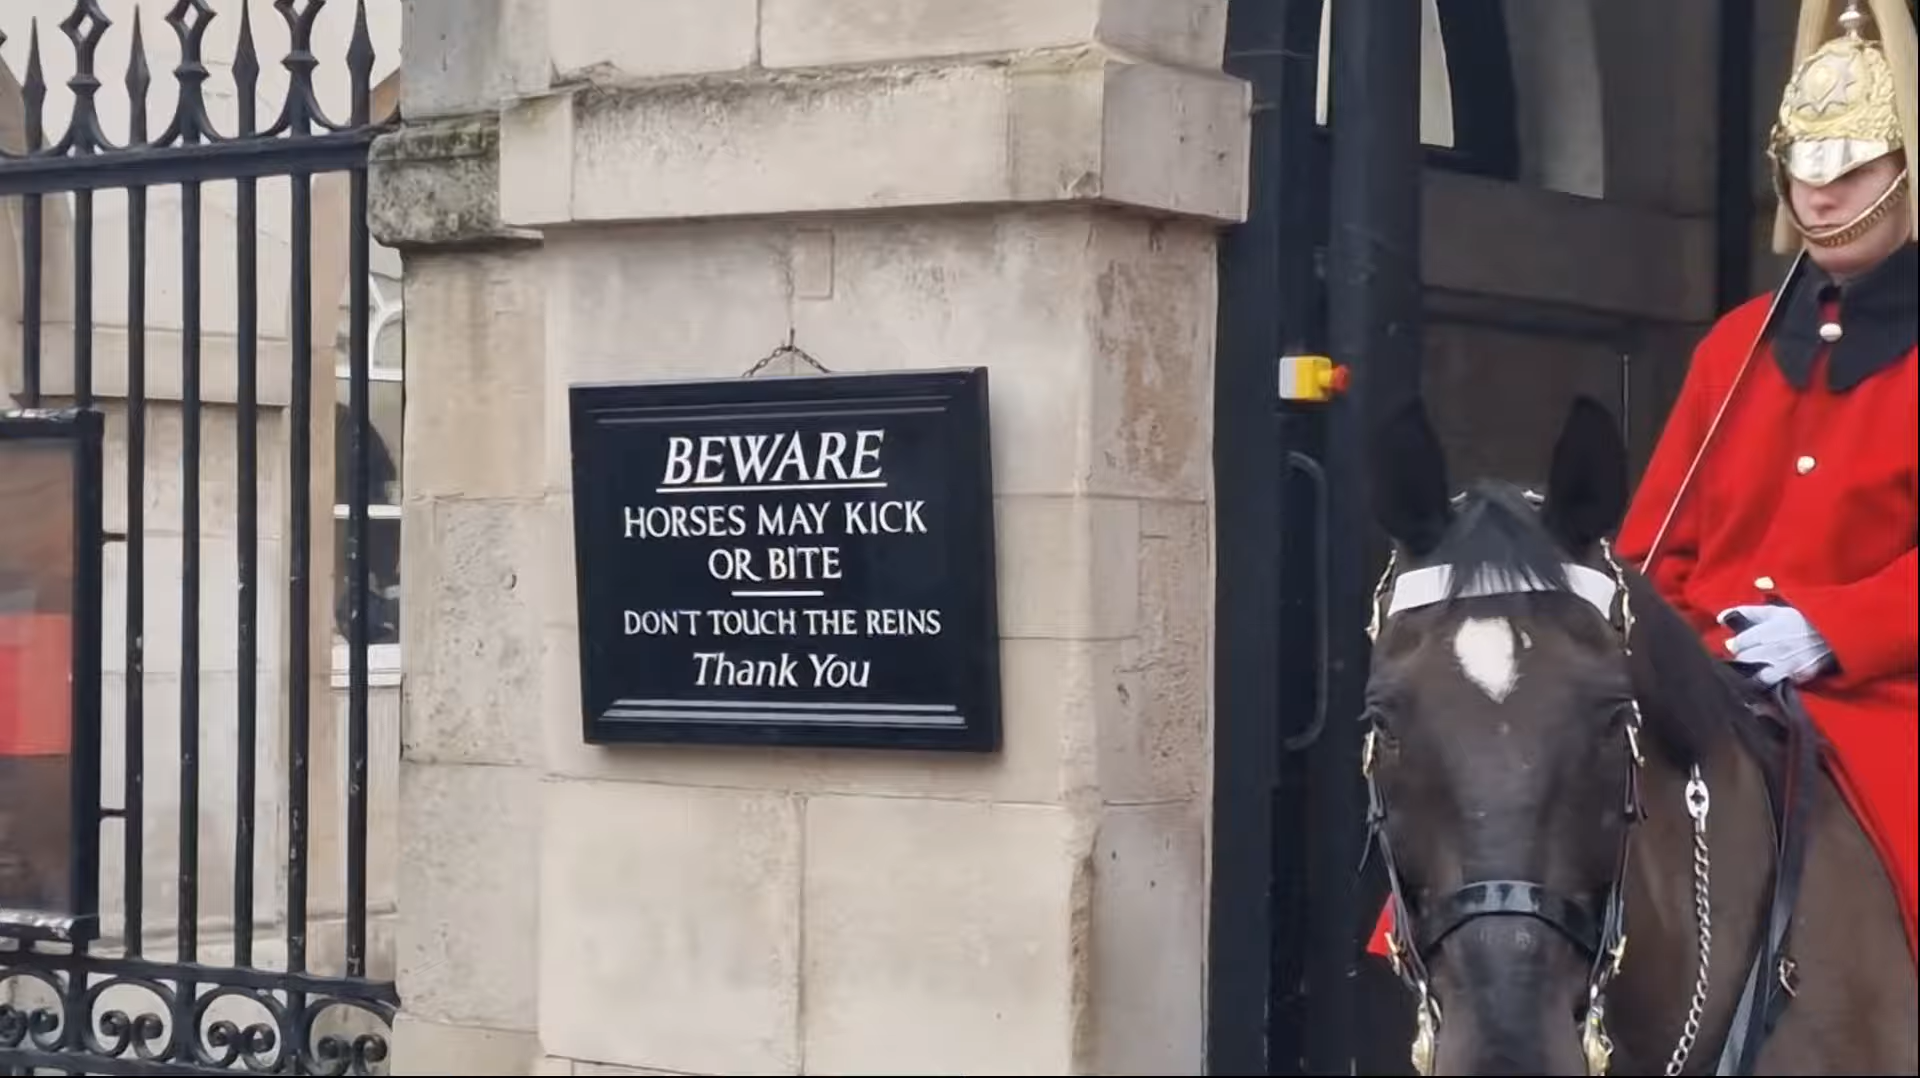 BEWARE
HORSES MAY KICK
OR BITE
DON'T TOUCH THE REINS
Thank You